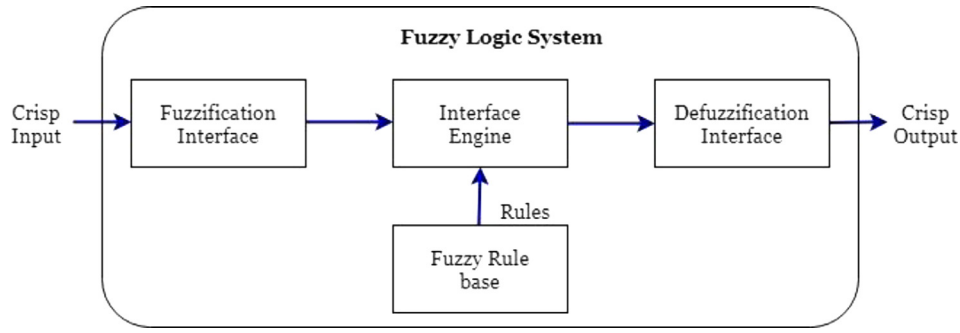 Fuzzy Logic System
Crisp
Input
Fuzzification
Interface
Interface
Engine
Defuzzification
Interface
Crisp
Output
Rules
Fuzzy Rule
base